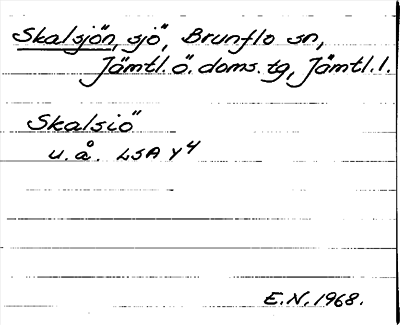 Skalsjön, sjö, Brunflo sn,
Jämtl. ö. doms. tg, Jämtl. l.
Skalsiö
u. å. LSA Y4
E.N. 1968.